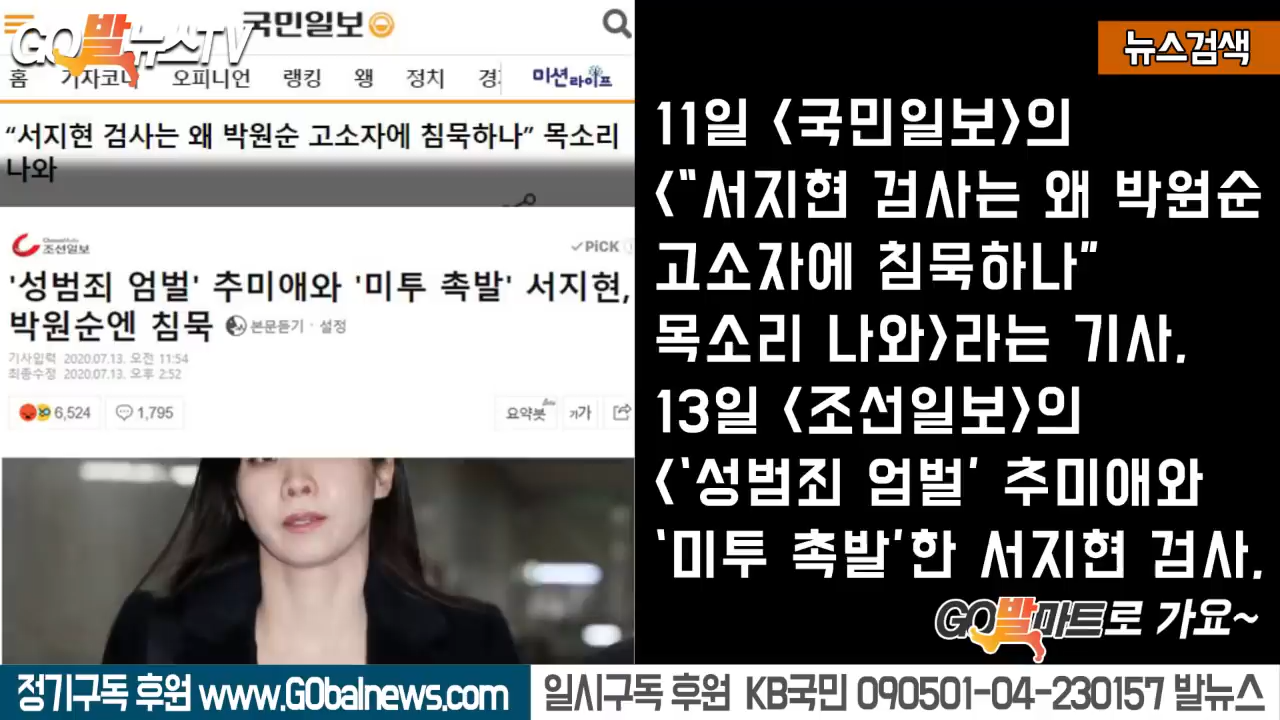 GO발뉴스TV
국민일보
홈 기자코너 오피니언 랭킹 왱 정치 경제 미션라이프
“서지현 검사는 왜 박원순 고소자에 침묵하나” 목소리
나와
조선일보
✓PiCK
'성범죄 엄벌' 추미애와 '미투 촉발' 서지현,
박원순엔 침묵 본문듣기 · 설정
기사입력 2020.07.13. 오전 11:54
최종수정 2020.07.13. 오후 2:52
6,524 1,795 요약봇 가가
뉴스검색
11일 <국민일보>의
<“서지현 검사는 왜 박원순
고소자에 침묵하나”
목소리 나와>라는 기사,
13일 <조선일보>의
<‘성범죄 엄벌’ 추미애와
‘미투 촉발’한 서지현 검사,
GO발마트로 가요~
정기구독 후원 www.GObalnews.com 일시구독 후원 KB국민 090501-04-230157 발뉴스